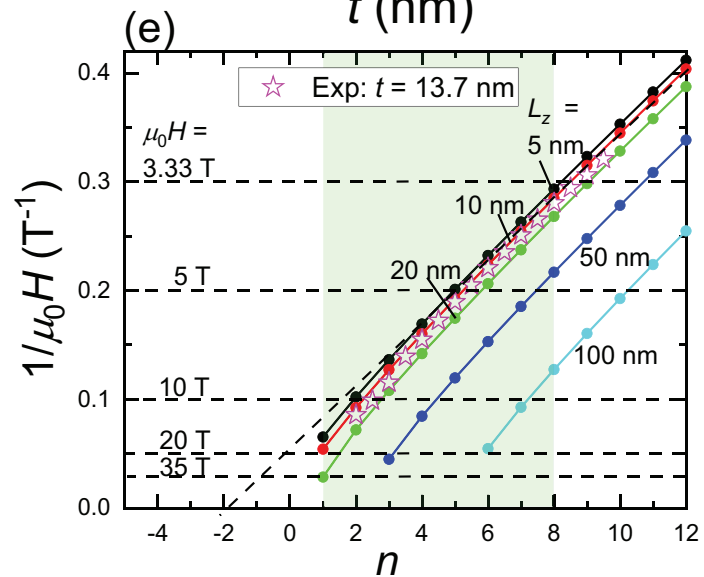 t (nm)
(e)
Exp: t = 13.7 nm
L_z =
μ₀H =
3.33 T
5 nm
10 nm
20 nm
50 nm
5 T
100 nm
10 T
20 T
35 T
0.4
0.3
0.2
0.1
0.0
1/μ₀H (T⁻¹)
-4 -2 0 2 4 6 8 10 12
n